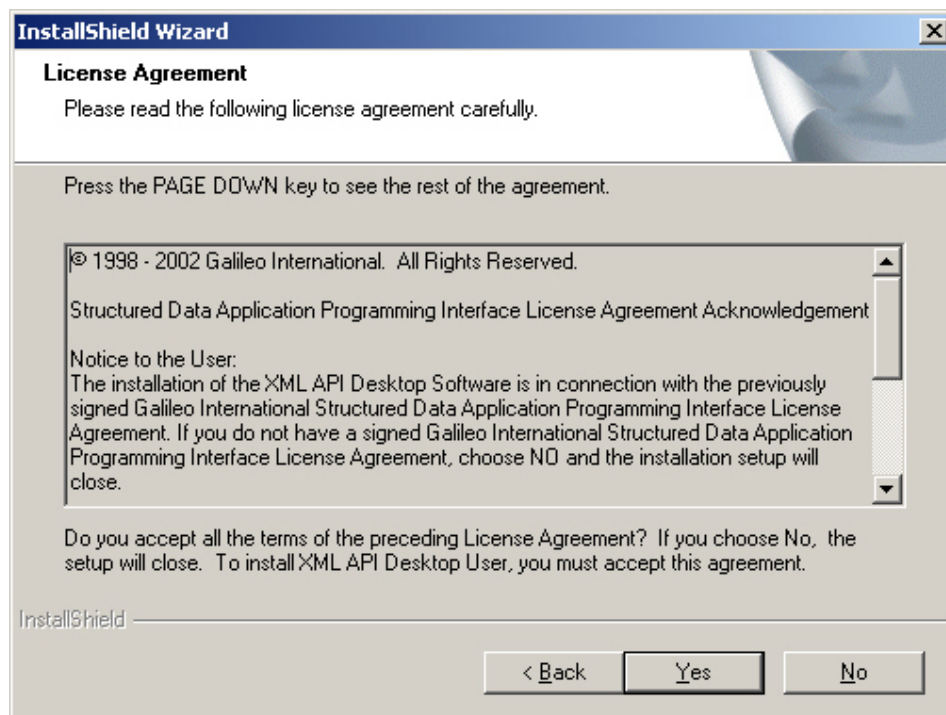 InstallShield Wizard
License Agreement
Please read the following license agreement carefully.
Press the PAGE DOWN key to see the rest of the agreement.
© 1998 - 2002 Galileo International.  All Rights Reserved.
Structured Data Application Programming Interface License Agreement Acknowledgement
Notice to the User:
The installation of the XML API Desktop Software is in connection with the previously
signed Galileo International Structured Data Application Programming Interface License
Agreement. If you do not have a signed Galileo International Structured Data Application
Programming Interface License Agreement, choose NO and the installation setup will
close.
Do you accept all the terms of the preceding License Agreement?  If you choose No,  the
setup will close.  To install XML API Desktop User, you must accept this agreement.
InstallShield
< Back
Yes
No